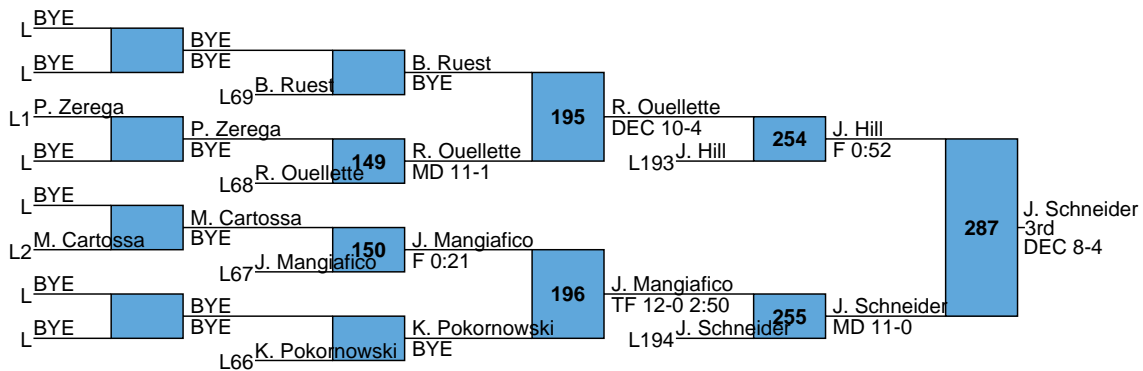 L BYE
L BYE
BYE
BYE
L69 B. Ruest
B. Ruest
BYE
L1 P. Zerega
L BYE
P. Zerega
BYE
L68 R. Ouellette
149
R. Ouellette
MD 11-1
195
R. Ouellette
DEC 10-4
L193 J. Hill
254
J. Hill
F 0:52
L BYE
L2 M. Cartossa
M. Cartossa
BYE
L67 J. Mangiafico
150
J. Mangiafico
F 0:21
L BYE
L BYE
BYE
BYE
L66 K. Pokornowski
K. Pokornowski
BYE
196
J. Mangiafico
TF 12-0 2:50
L194 J. Schneider
255
J. Schneider
MD 11-0
287
J. Schneider
3rd
DEC 8-4